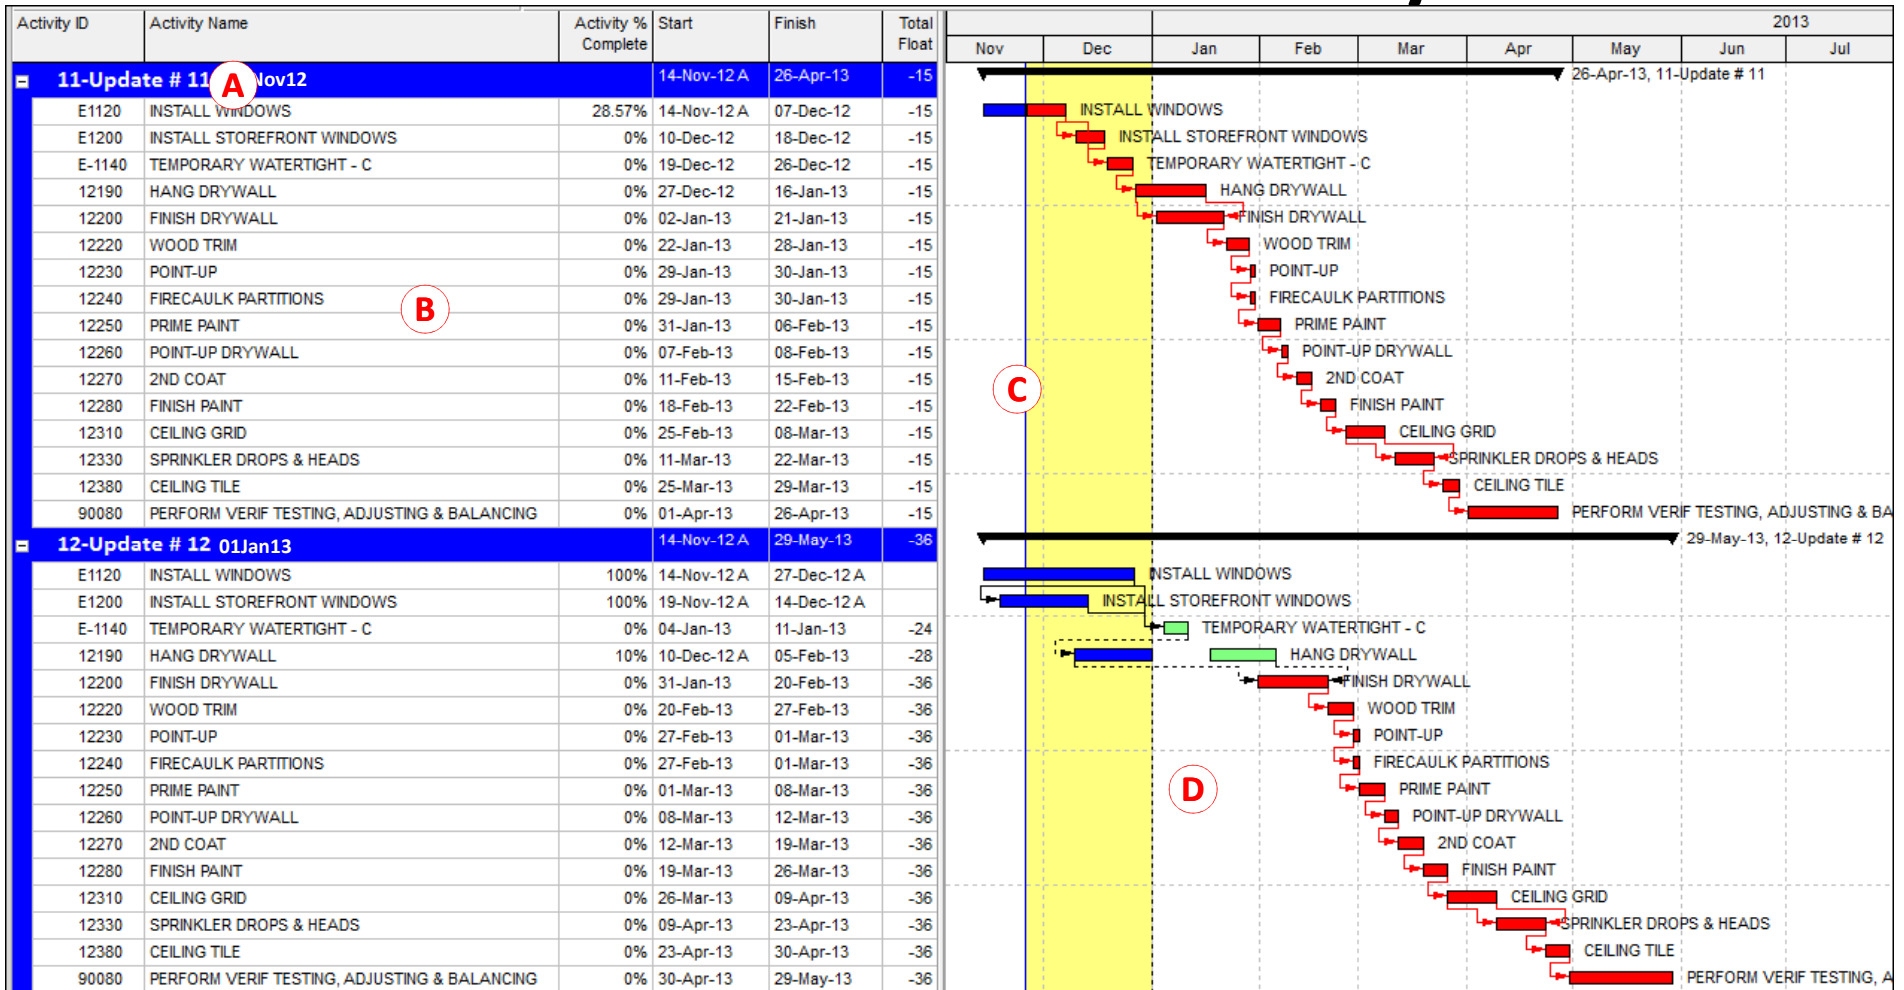 Activity ID Activity Name Activity % Complete Start Finish Total Float
2013
Nov Dec Jan Feb Mar Apr May Jun Jul
11-Update # 11 A Nov12 14-Nov-12 A 26-Apr-13 -15 26-Apr-13, 11-Update # 11
E1120 INSTALL WINDOWS 28.57% 14-Nov-12 A 07-Dec-12 -15 INSTALL WINDOWS
E1200 INSTALL STOREFRONT WINDOWS 0% 10-Dec-12 18-Dec-12 -15 INSTALL STOREFRONT WINDOWS
E-1140 TEMPORARY WATERTIGHT - C 0% 19-Dec-12 26-Dec-12 -15 TEMPORARY WATERTIGHT - C
12190 HANG DRYWALL 0% 27-Dec-12 16-Jan-13 -15 HANG DRYWALL
12200 FINISH DRYWALL 0% 02-Jan-13 21-Jan-13 -15 FINISH DRYWALL
12220 WOOD TRIM 0% 22-Jan-13 28-Jan-13 -15 WOOD TRIM
12230 POINT-UP 0% 29-Jan-13 30-Jan-13 -15 POINT-UP
12240 FIRECAULK PARTITIONS 0% 29-Jan-13 30-Jan-13 -15 FIRECAULK PARTITIONS
B
12250 PRIME PAINT 0% 31-Jan-13 06-Feb-13 -15 PRIME PAINT
12260 POINT-UP DRYWALL 0% 07-Feb-13 08-Feb-13 -15 POINT-UP DRYWALL
12270 2ND COAT 0% 11-Feb-13 15-Feb-13 -15 2ND COAT
C
12280 FINISH PAINT 0% 18-Feb-13 22-Feb-13 -15 FINISH PAINT
12310 CEILING GRID 0% 25-Feb-13 08-Mar-13 -15 CEILING GRID
12330 SPRINKLER DROPS & HEADS 0% 11-Mar-13 22-Mar-13 -15 SPRINKLER DROPS & HEADS
12380 CEILING TILE 0% 25-Mar-13 29-Mar-13 -15 CEILING TILE
90080 PERFORM VERIF TESTING, ADJUSTING & BALANCING 0% 01-Apr-13 26-Apr-13 -15 PERFORM VERIF TESTING, ADJUSTING & BA
12-Update # 12 01Jan13 14-Nov-12 A 29-May-13 -36 29-May-13, 12-Update # 12
E1120 INSTALL WINDOWS 100% 14-Nov-12 A 27-Dec-12 A INSTALL WINDOWS
E1200 INSTALL STOREFRONT WINDOWS 100% 19-Nov-12 A 14-Dec-12 A INSTALL STOREFRONT WINDOWS
E-1140 TEMPORARY WATERTIGHT - C 0% 04-Jan-13 11-Jan-13 -24 TEMPORARY WATERTIGHT - C
12190 HANG DRYWALL 10% 10-Dec-12 A 05-Feb-13 -28 HANG DRYWALL
12200 FINISH DRYWALL 0% 31-Jan-13 20-Feb-13 -36 FINISH DRYWALL
12220 WOOD TRIM 0% 20-Feb-13 27-Feb-13 -36 WOOD TRIM
12230 POINT-UP 0% 27-Feb-13 01-Mar-13 -36 POINT-UP
12240 FIRECAULK PARTITIONS 0% 27-Feb-13 01-Mar-13 -36 FIRECAULK PARTITIONS
12250 PRIME PAINT 0% 01-Mar-13 08-Mar-13 -36 PRIME PAINT
D
12260 POINT-UP DRYWALL 0% 08-Mar-13 12-Mar-13 -36 POINT-UP DRYWALL
12270 2ND COAT 0% 12-Mar-13 19-Mar-13 -36 2ND COAT
12280 FINISH PAINT 0% 19-Mar-13 26-Mar-13 -36 FINISH PAINT
12310 CEILING GRID 0% 26-Mar-13 09-Apr-13 -36 CEILING GRID
12330 SPRINKLER DROPS & HEADS 0% 09-Apr-13 23-Apr-13 -36 SPRINKLER DROPS & HEADS
12380 CEILING TILE 0% 23-Apr-13 30-Apr-13 -36 CEILING TILE
90080 PERFORM VERIF TESTING, ADJUSTING & BALANCING 0% 30-Apr-13 29-May-13 -36 PERFORM VERIF TESTING, A